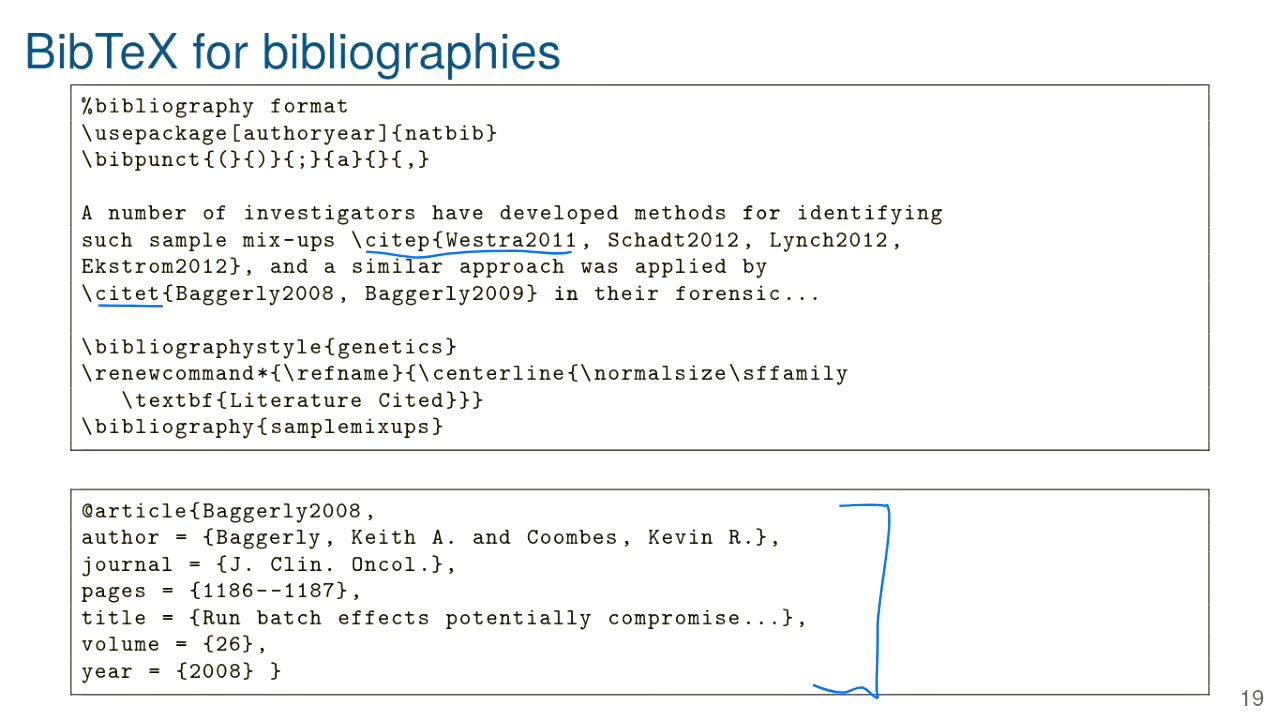 BibTeX for bibliographies
%bibliography format
\usepackage[authoryear]{natbib}
\bibpunct{(}{)}{;}{a}{}{,}
A number of investigators have developed methods for identifying
such sample mix-ups \citep{Westra2011, Schadt2012, Lynch2012,
Ekstrom2012}, and a similar approach was applied by
\citet{Baggerly2008, Baggerly2009} in their forensic...
\bibliographystyle{genetics}
\renewcommand*{\refname}{\centerline{\normalsize\sffamily
\textbf{Literature Cited}}}
\bibliography{samplemixups}
@article{Baggerly2008,
author = {Baggerly, Keith A. and Coombes, Kevin R.},
journal = {J. Clin. Oncol.},
pages = {1186--1187},
title = {Run batch effects potentially compromise...},
volume = {26},
year = {2008} }
19